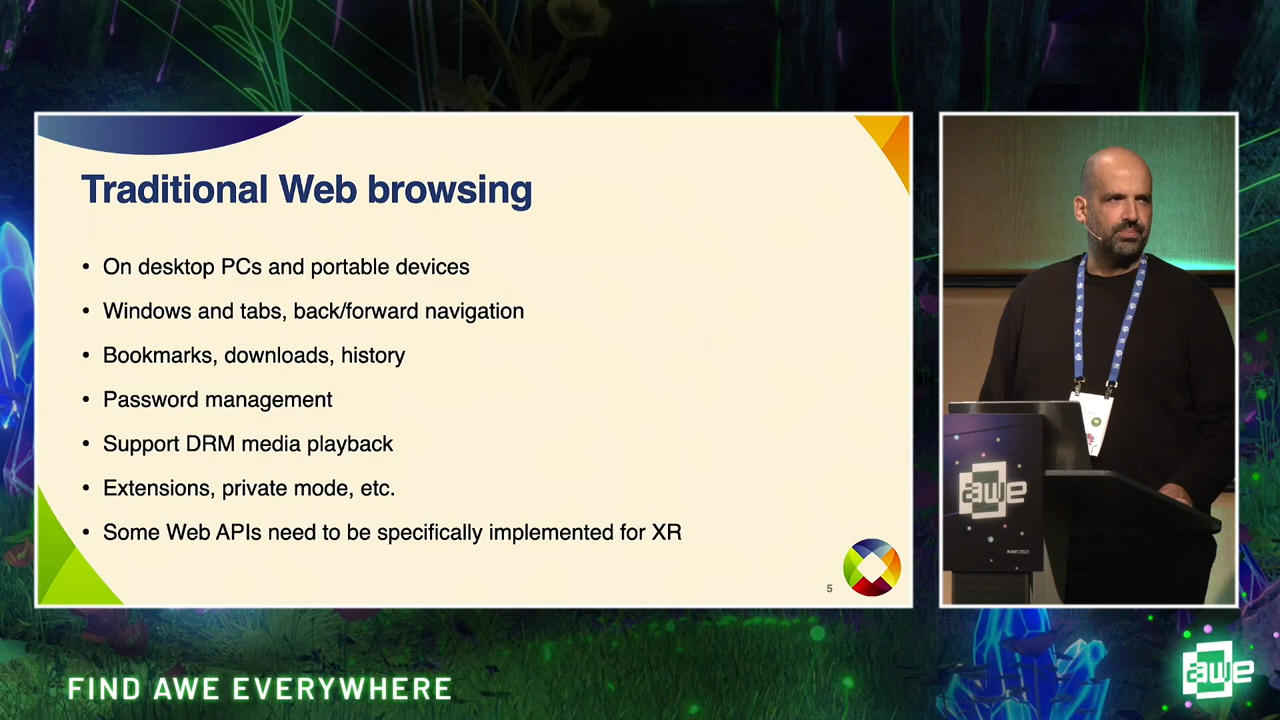 Traditional Web browsing
• On desktop PCs and portable devices
• Windows and tabs, back/forward navigation
• Bookmarks, downloads, history
• Password management
• Support DRM media playback
• Extensions, private mode, etc.
• Some Web APIs need to be specifically implemented for XR
5
awe
#AWE2023
FIND AWE EVERYWHERE
awe